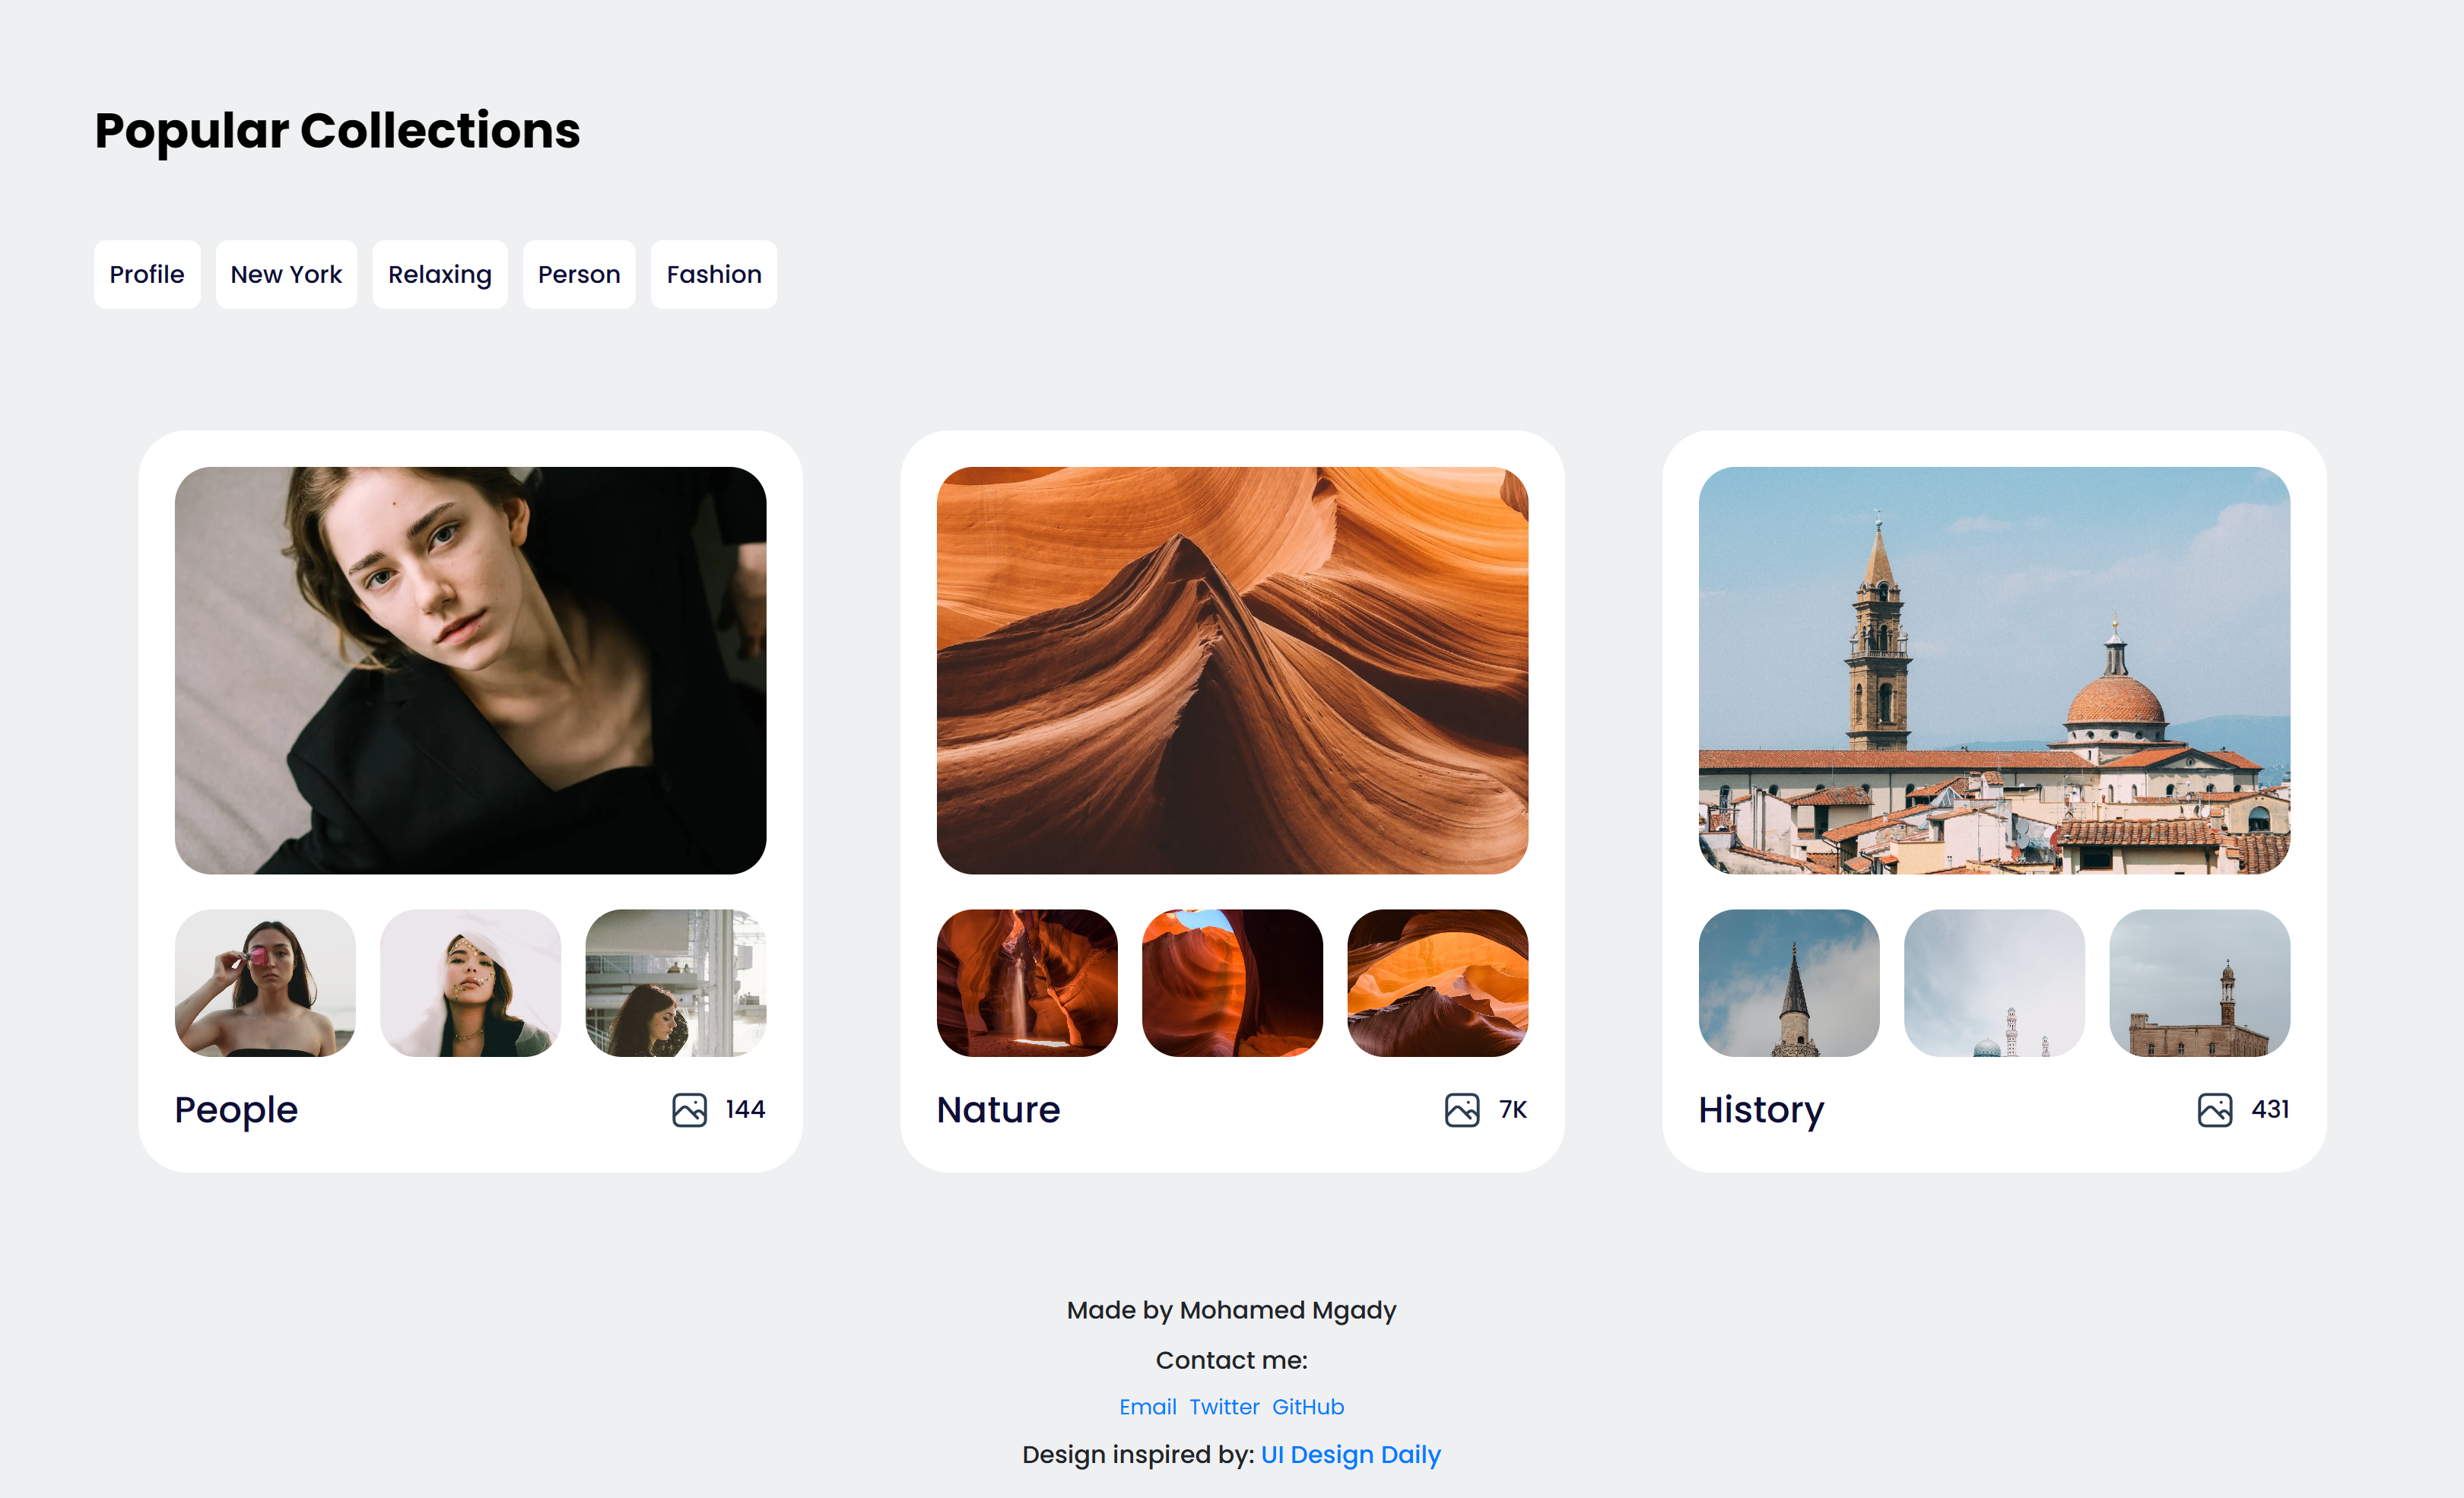 Popular Collections
Profile New York Relaxing Person Fashion
People 144
Nature 7K
History 431
Made by Mohamed Mgady
Contact me:
Email Twitter GitHub
Design inspired by: UI Design Daily